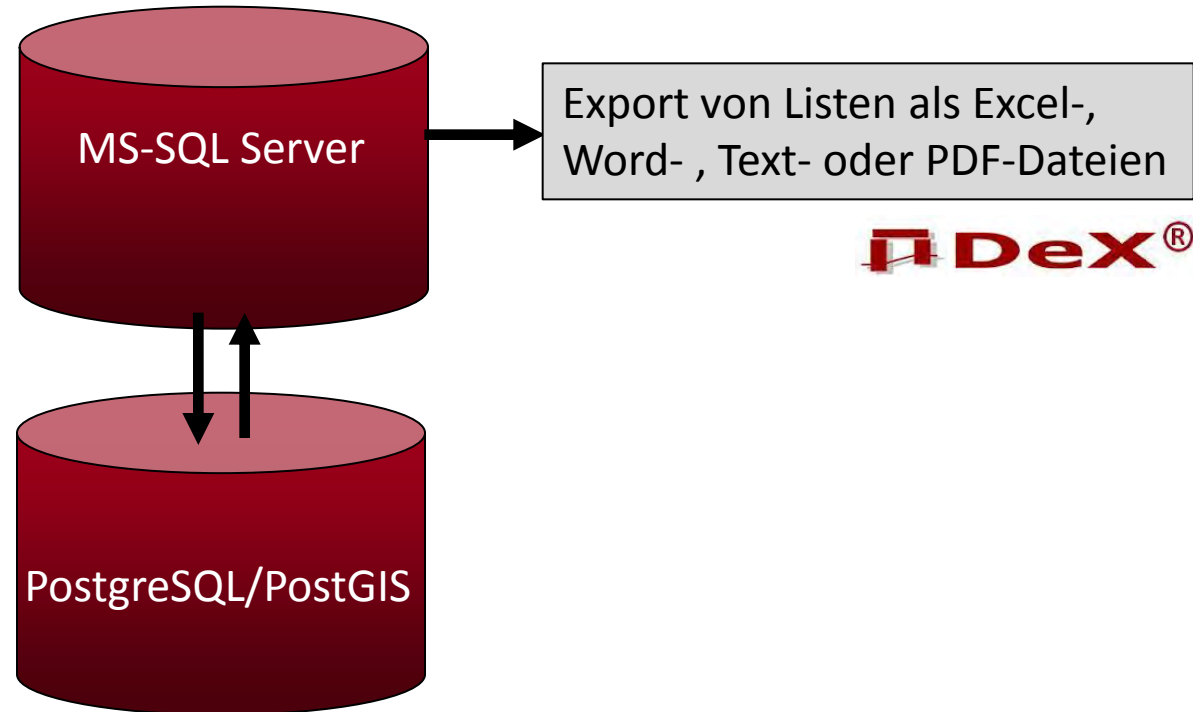 MS-SQL Server
Export von Listen als Excel-,
Word- , Text- oder PDF-Dateien
DeX®
PostgreSQL/PostGIS